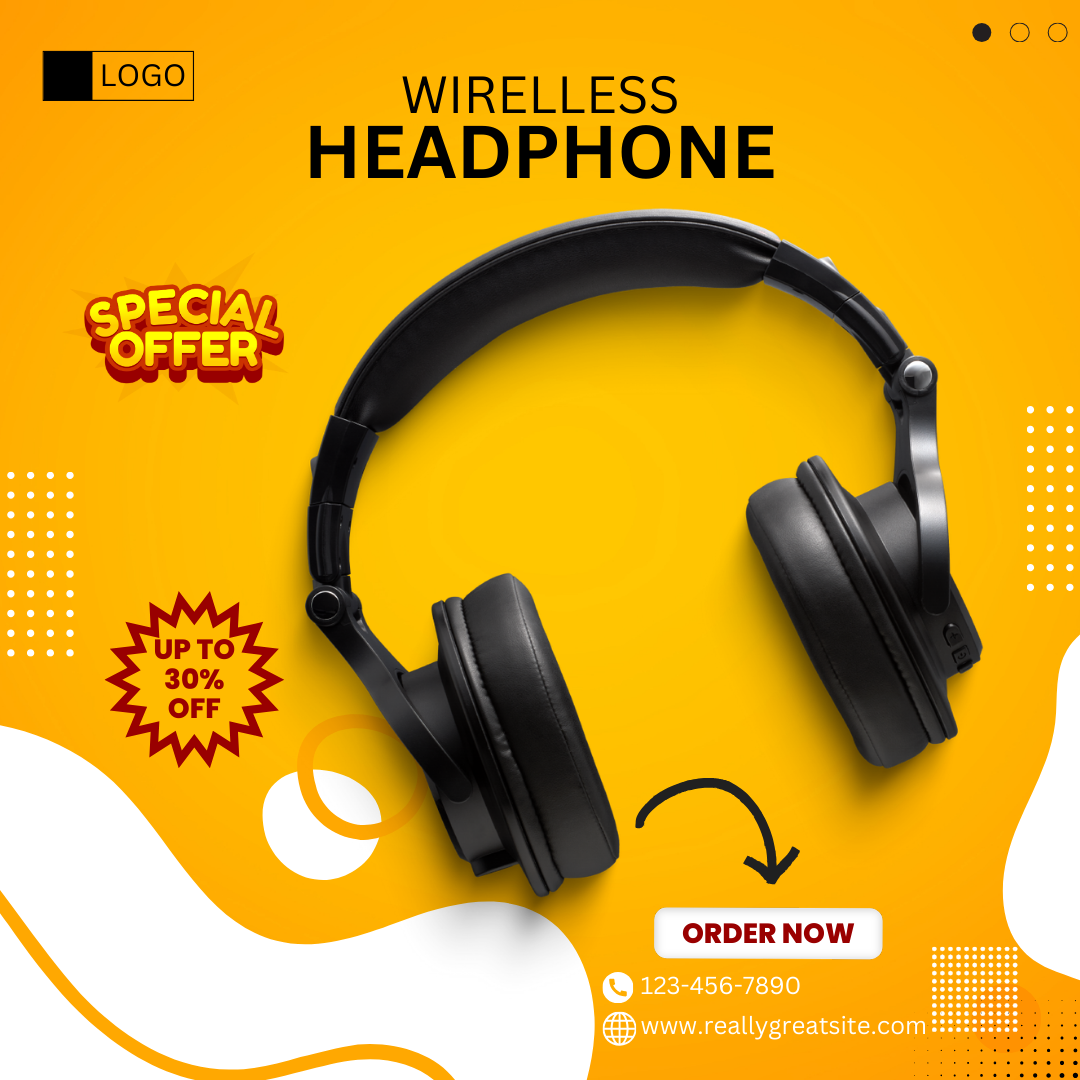 LOGO
WIRELLESS
HEADPHONE
SPECIAL
OFFER
UP TO
30%
OFF
ORDER NOW
123-456-7890
www.reallygreatsite.com